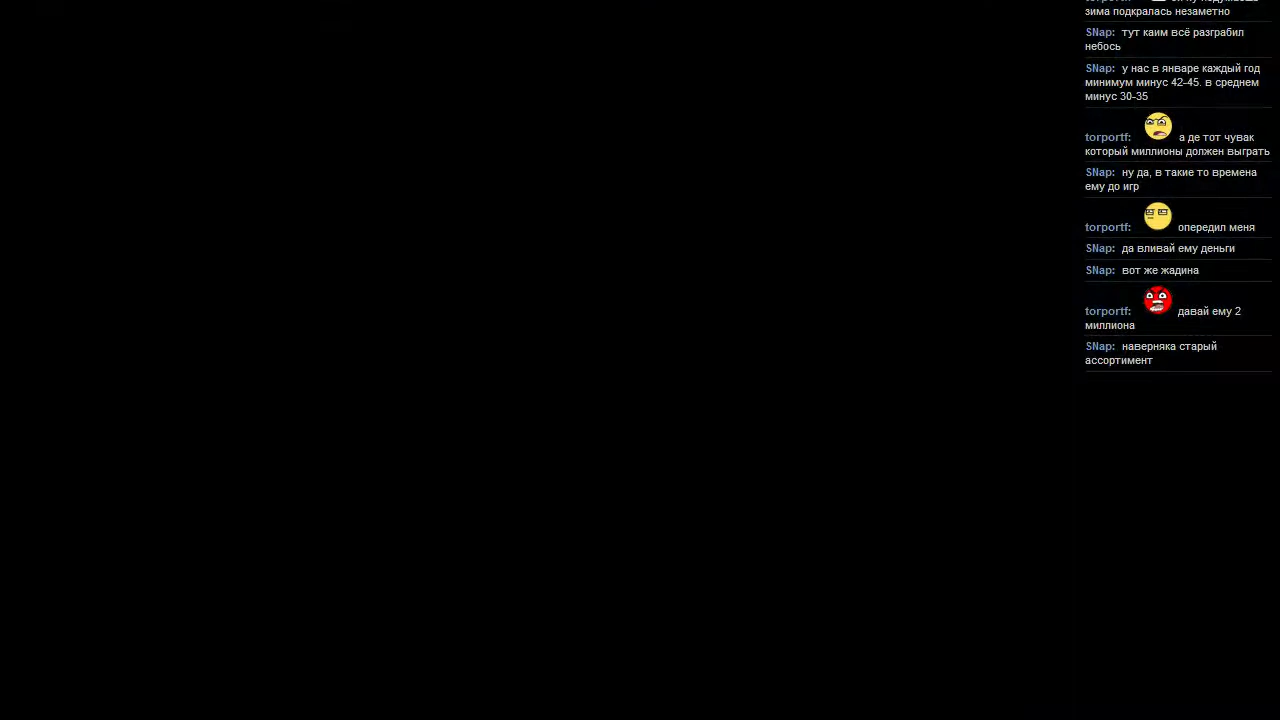 зима подкралась незаметно
SNap: тут каим всё разграбил
небось
SNap: у нас в январе каждый год
минимум минус 42-45. в среднем
минус 30-35
torportf: а де тот чувак
который миллионы должен выграть
SNap: ну да, в такие то времена
ему до игр
torportf: опередил меня
SNap: да вливай ему деньги
SNap: вот же жадина
torportf: давай ему 2
миллиона
SNap: наверняка старый
ассортимент